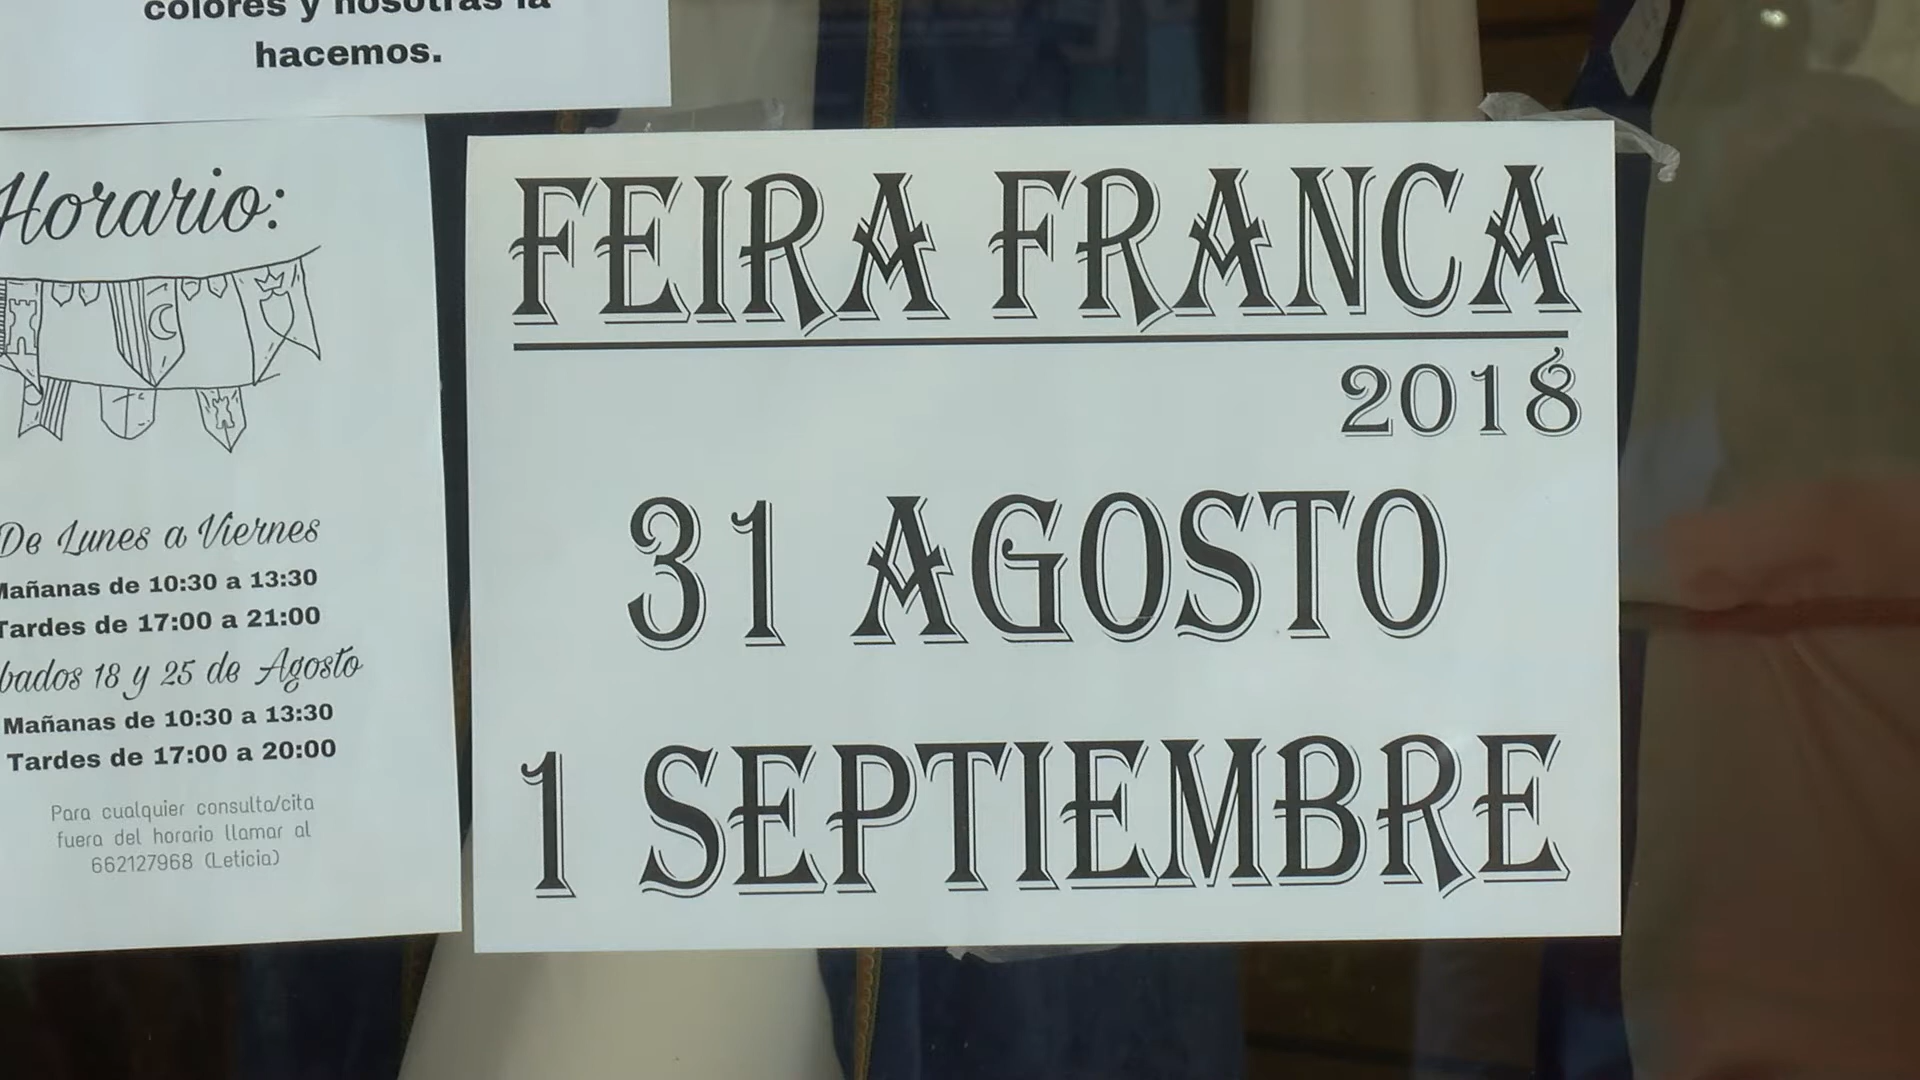 colores y nosotras la
hacemos.
Horario:
De Lunes a Viernes
Mañanas de 10:30 a 13:30
Tardes de 17:00 a 21:00
bados 18 y 25 de Agosto
Mañanas de 10:30 a 13:30
Tardes de 17:00 a 20:00
Para cualquier consulta/cita
fuera del horario llamar al
662127968 (Leticia)
FEIRA FRANCA
2018
31 AGOSTO
1 SEPTIEMBRE